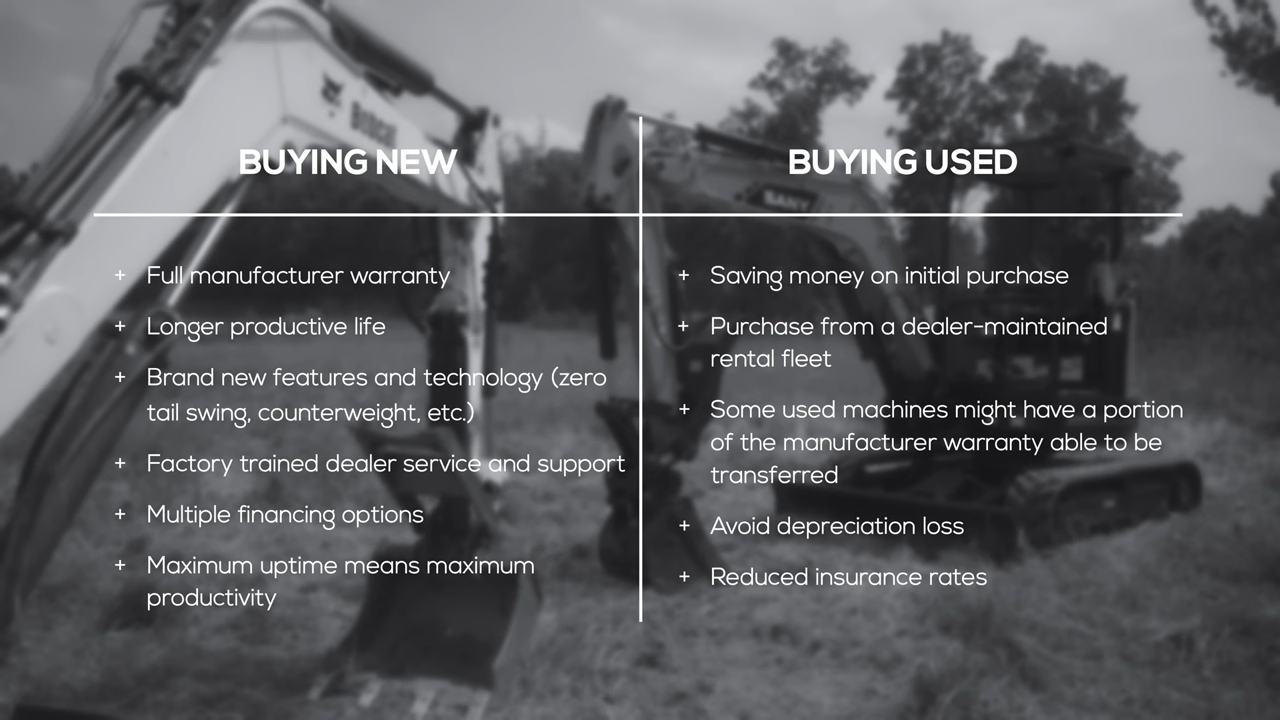 Bobcat
SANY
BUYING NEW
+ Full manufacturer warranty
+ Longer productive life
+ Brand new features and technology (zero
tail swing, counterweight, etc.)
+ Factory trained dealer service and support
+ Multiple financing options
+ Maximum uptime means maximum
productivity
BUYING USED
+ Saving money on initial purchase
+ Purchase from a dealer-maintained
rental fleet
+ Some used machines might have a portion
of the manufacturer warranty able to be
transferred
+ Avoid depreciation loss
+ Reduced insurance rates